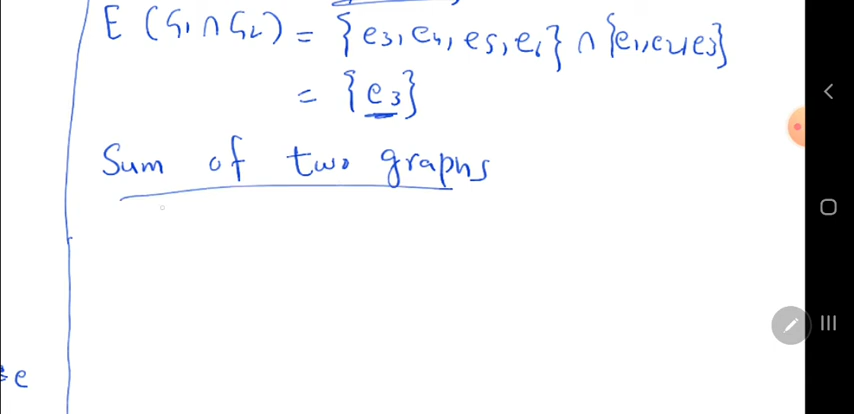 E (G₁ ∩ G₂) = {e₃, e₄, e₅, e₆} ∩ {e₁, e₂, e₃}
= {e₃}
Sum of two graphs
e